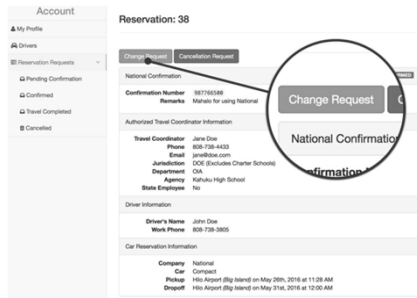 Account
My Profile
Drivers
Reservation Requests
Pending Confirmation
Confirmed
Travel Completed
Cancelled
Reservation: 38
Change Request
Cancellation Request
National Confirmation
Confirmation Number 987766588
Remarks Mahalo for using National
Authorized Travel Coordinator Information
Travel Coordinator Jane Doe
Phone 808-738-4433
Email jane@doe.com
Jurisdiction DOE (Excludes Charter Schools)
Department OIA
Agency Kahuku High School
State Employee No
Driver Information
Driver's Name John Doe
Work Phone 808-738-3805
Car Reservation Information
Company National
Car Compact
Pickup Hilo Airport (Big Island) on May 26th, 2016 at 11:28 AM
Dropoff Hilo Airport (Big Island) on May 31st, 2016 at 12:00 AM
Change Request
C
National Confirmatio
nfirmation